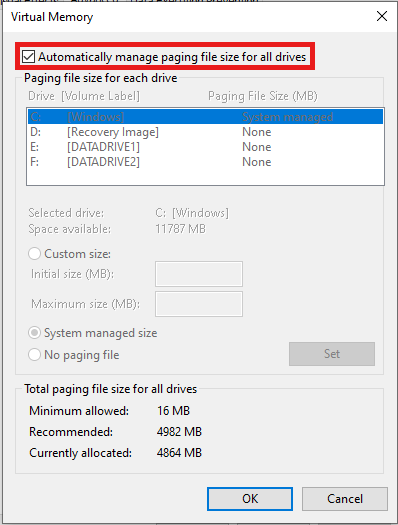 Virtual Memory
Automatically manage paging file size for all drives
Paging file size for each drive
Drive [Volume Label] Paging File Size (MB)
C: [Windows] System managed
D: [Recovery Image] None
E: [DATADRIVE1] None
F: [DATADRIVE2] None
Selected drive: C: [Windows]
Space available: 11787 MB
Custom size:
Initial size (MB):
Maximum size (MB):
System managed size
No paging file Set
Total paging file size for all drives
Minimum allowed: 16 MB
Recommended: 4982 MB
Currently allocated: 4864 MB
OK Cancel